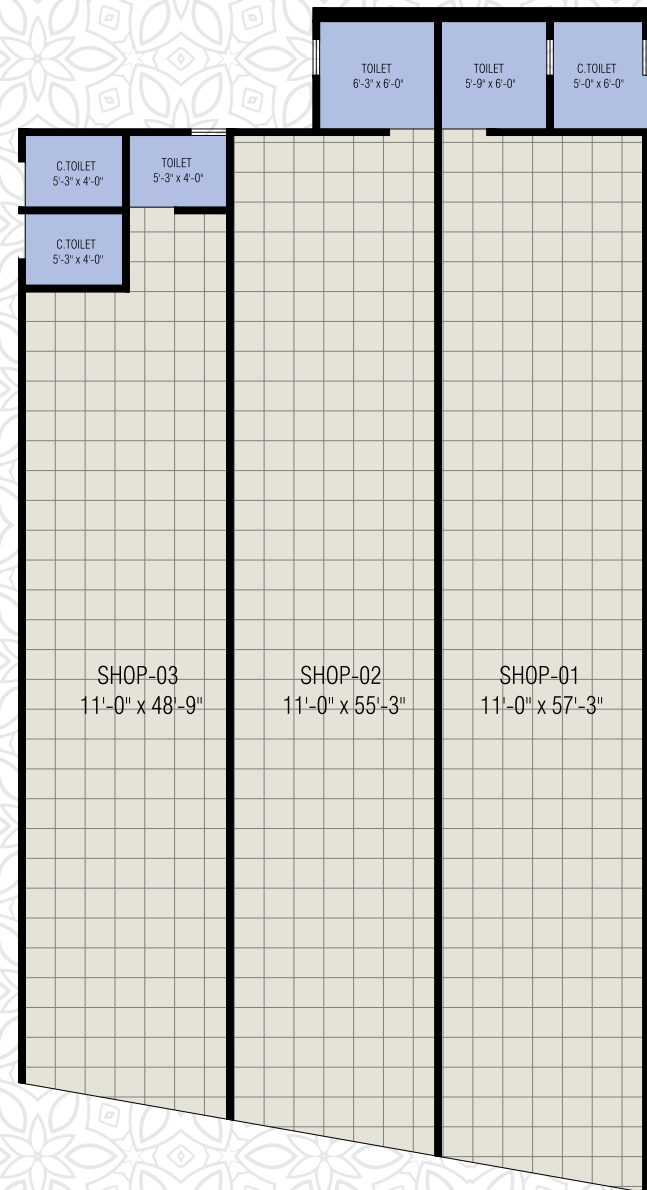 TOILET
6'-3" x 6'-0"
TOILET
5'-9" x 6'-0"
C.TOILET
5'-0" x 6'-0"
C.TOILET
5'-3" x 4'-0"
TOILET
5'-3" x 4'-0"
C.TOILET
5'-3" x 4'-0"
SHOP-03
11'-0" x 48'-9"
SHOP-02
11'-0" x 55'-3"
SHOP-01
11'-0" x 57'-3"